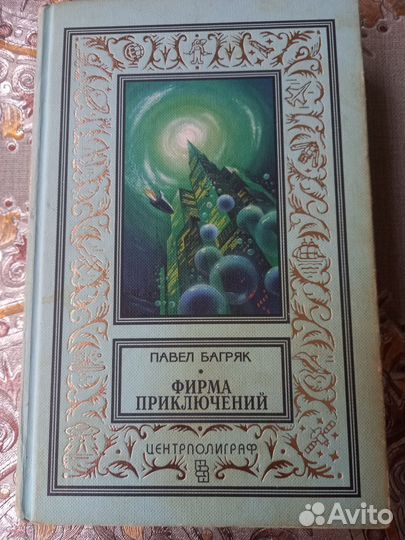 ПАВЕЛ БАГРЯК
ФИРМА
ПРИКЛЮЧЕНИЙ
ЦЕНТРПОЛИГРАФ
Avito